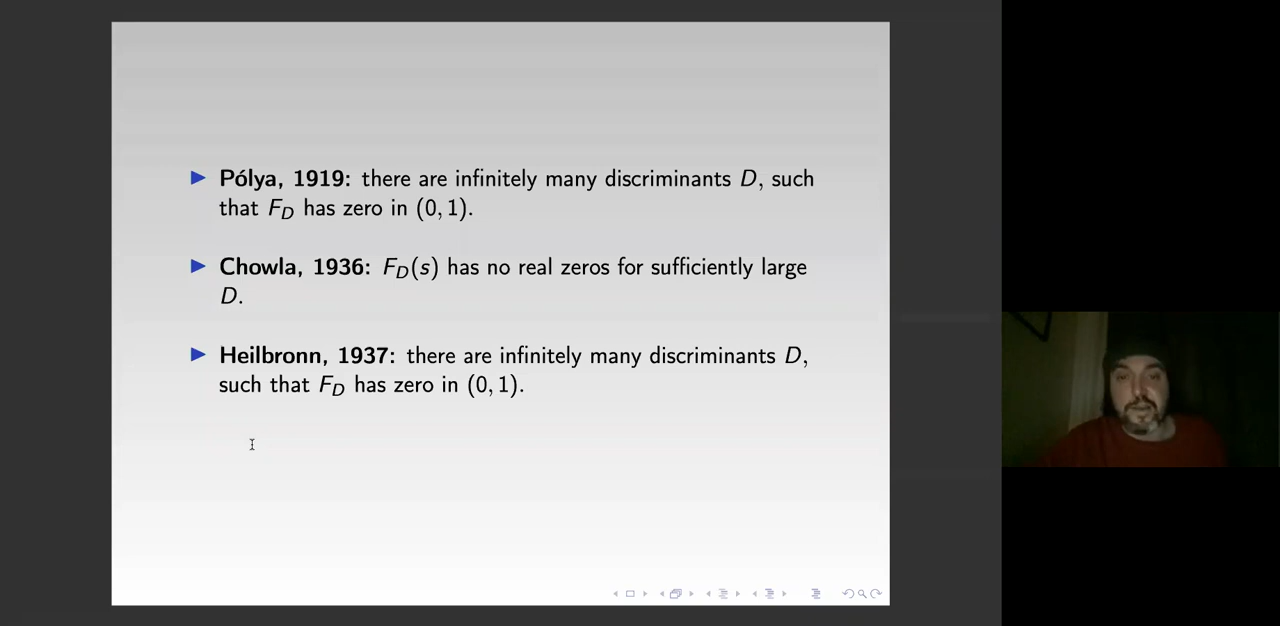 ▶ Pólya, 1919: there are infinitely many discriminants D, such
that F_D has zero in (0, 1).
▶ Chowla, 1936: F_D(s) has no real zeros for sufficiently large
D.
▶ Heilbronn, 1937: there are infinitely many discriminants D,
such that F_D has zero in (0, 1).